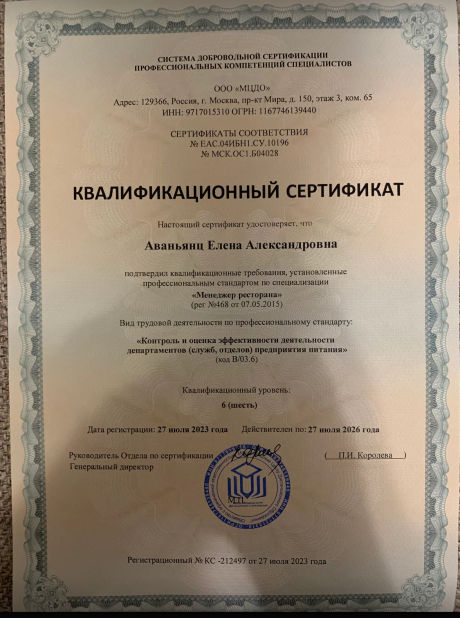 СИСТЕМА ДОБРОВОЛЬНОЙ СЕРТИФИКАЦИИ
ПРОФЕССИОНАЛЬНЫХ КОМПЕТЕНЦИЙ СПЕЦИАЛИСТОВ
ООО «МЦДО»
Адрес: 129366, Россия, г. Москва, пр-кт Мира, д. 150, этаж 3, ком. 65
ИНН: 9717015310 ОГРН: 1167746139440
СЕРТИФИКАТЫ СООТВЕТСТВИЯ
№ ЕАС.04ИБН1.СУ.10196
№ МСК.ОС1.Б04028
КВАЛИФИКАЦИОННЫЙ СЕРТИФИКАТ
Настоящий сертификат удостоверяет, что
Аваньянц Елена Александровна
подтвердил квалификационные требования, установленные
профессиональным стандартом по специализации
«Менеджер ресторана»
(рег №468 от 07.05.2015)
Вид трудовой деятельности по профессиональному стандарту:
«Контроль и оценка эффективности деятельности
департаментов (служб, отделов) предприятия питания»
(код В/03.6)
Квалификационный уровень:
6 (шесть)
Дата регистрации: 27 июля 2023 года Действителен по: 27 июля 2026 года
Руководитель Отдела по сертификации ( П.И. Королева )
Генеральный директор
М.П.
Регистрационный № КС -212497 от 27 июля 2023 года